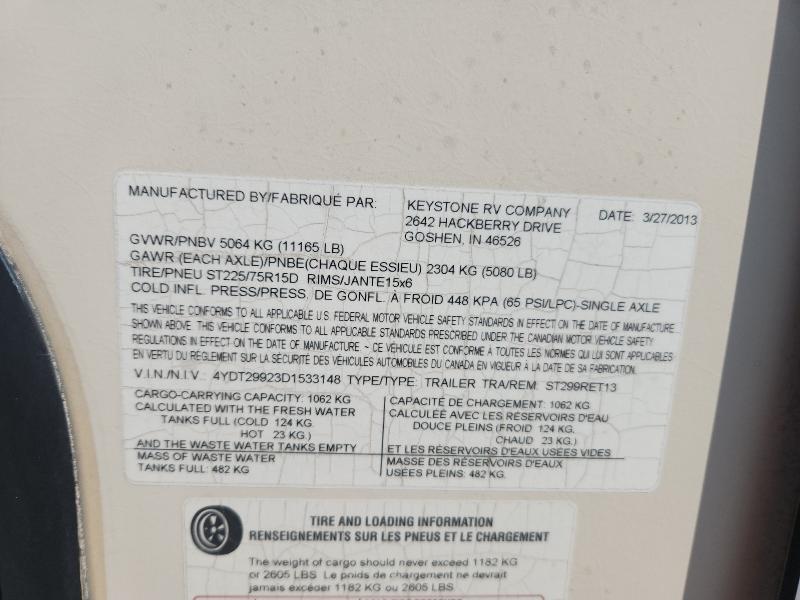 MANUFACTURED BY/FABRIQUÉ PAR: KEYSTONE RV COMPANY DATE: 3/27/2013
2642 HACKBERRY DRIVE
GOSHEN, IN 46526
GVWR/PNBV 5064 KG (11165 LB)
GAWR (EACH AXLE)/PNBE(CHAQUE ESSIEU) 2304 KG (5080 LB)
TIRE/PNEU ST225/75R15D RIMS/JANTE15x6
COLD INFL. PRESS/PRESS. DE GONFL. À FROID 448 KPA (65 PSI/LPC)-SINGLE AXLE
THIS VEHICLE CONFORMS TO ALL APPLICABLE U.S. FEDERAL MOTOR VEHICLE SAFETY STANDARDS IN EFFECT ON THE DATE OF MANUFACTURE
SHOWN ABOVE. THIS VEHICLE CONFORMS TO ALL APPLICABLE STANDARDS PRESCRIBED UNDER THE CANADIAN MOTOR VEHICLE SAFETY
REGULATIONS IN EFFECT ON THE DATE OF MANUFACTURE. ~ CE VÉHICULE EST CONFORME A TOUTES LES NORMES QUI LUI SONT APPLICABLES
EN VERTU DU RÉGLEMENT SUR LA SÉCURITÉ DES VÉHICULES AUTOMOBILES DU CANADA EN VIGUEUR À LA DATE DE SA FABRICATION.
V.I.N./N.I.V.: 4YDT29923D1533148 TYPE/TYPE: TRAILER TRA/REM: ST299RET13
CARGO-CARRYING CAPACITY: 1062 KG
CALCULATED WITH THE FRESH WATER
TANKS FULL (COLD 124 KG.
HOT 23 KG.)
AND THE WASTE WATER TANKS EMPTY
MASS OF WASTE WATER
TANKS FULL: 482 KG
CAPACITÉ DE CHARGEMENT: 1062 KG
CALCULÉE AVEC LES RÉSERVOIRS D'EAU
DOUCE PLEINS (FROID 124 KG.
CHAUD 23 KG.)
ET LES RÉSERVOIRS D'EAUX USÉES VIDES
MASSE DES RÉSERVOIRS D'EAUX
USÉES PLEINS: 482 KG.
TIRE AND LOADING INFORMATION
RENSEIGNEMENTS SUR LES PNEUS ET LE CHARGEMENT
The weight of cargo should never exceed 1182 KG
or 2605 LBS. Le poids de chargement ne devrait
jamais excéder 1182 KG ou 2605 LBS.